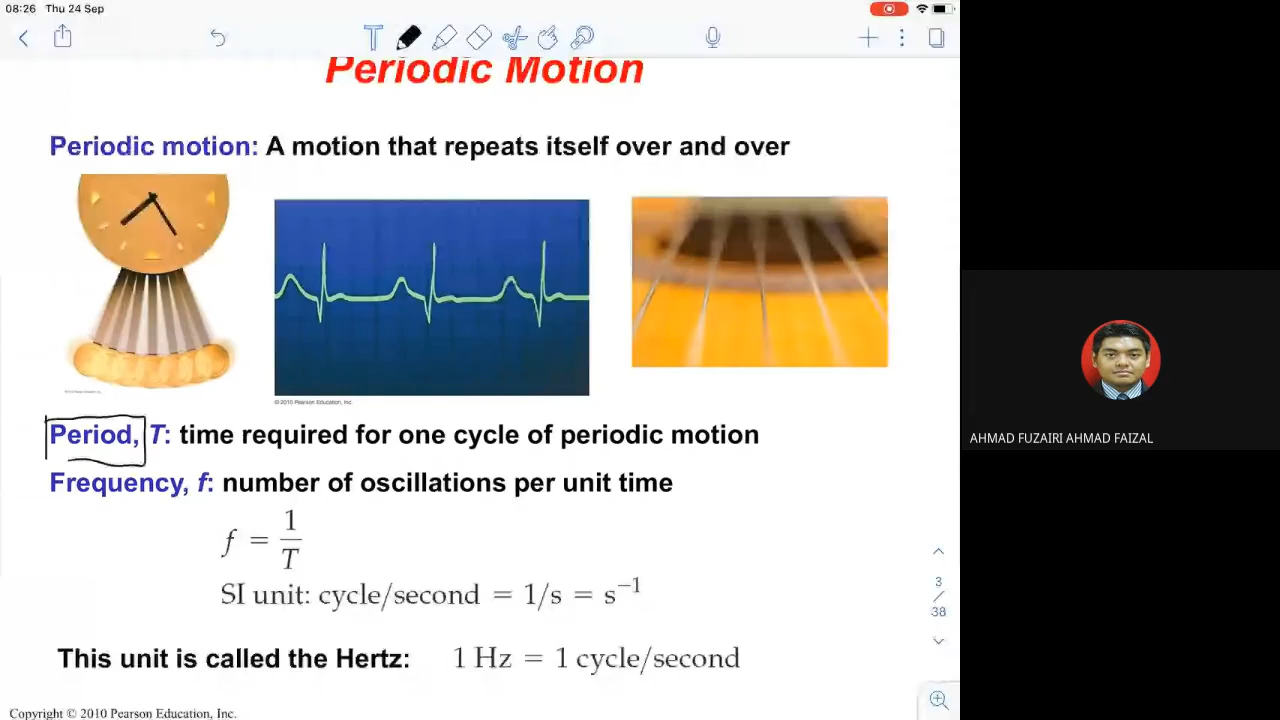 08:26 Thu 24 Sep
T
Periodic Motion
Periodic motion: A motion that repeats itself over and over
© 2010 Pearson Education, Inc.
Period, T: time required for one cycle of periodic motion
Frequency, f: number of oscillations per unit time
f = 1/T
SI unit: cycle/second = 1/s = s⁻¹
This unit is called the Hertz: 1 Hz = 1 cycle/second
Copyright © 2010 Pearson Education, Inc.
3
/
38
AHMAD FUZAIRI AHMAD FAIZAL